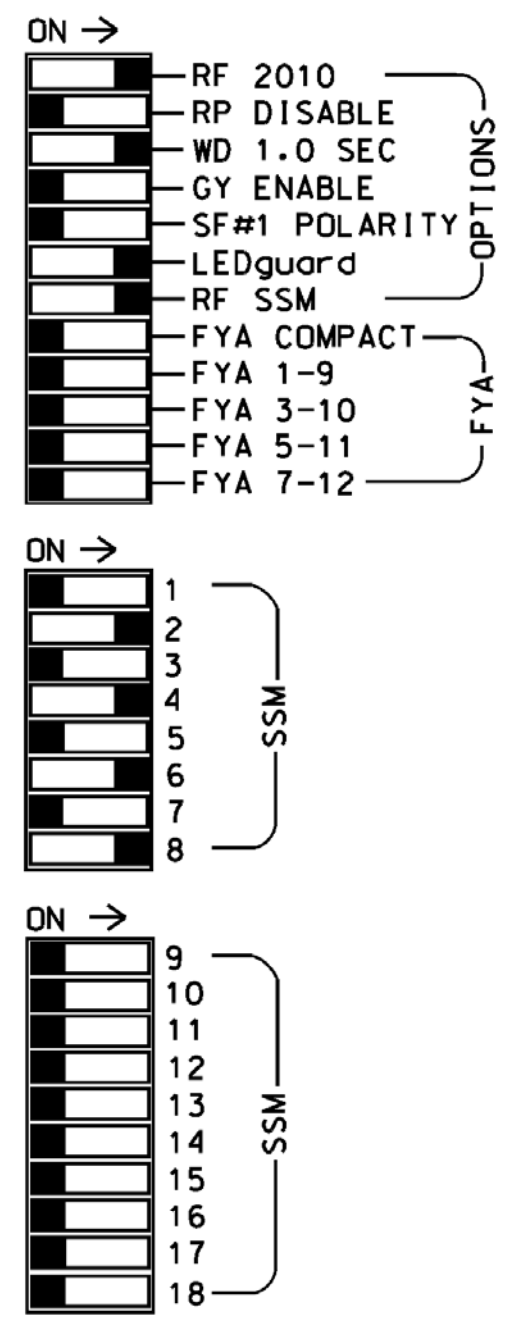 ON →
RF 2010
RP DISABLE
WD 1.0 SEC
GY ENABLE
SF#1 POLARITY
LEDguard
RF SSM
OPTIONS
FYA COMPACT
FYA 1-9
FYA 3-10
FYA 5-11
FYA 7-12
FYA
ON →
1
2
3
4
5
6
7
8
SSM
ON →
9
10
11
12
13
14
15
16
17
18
SSM